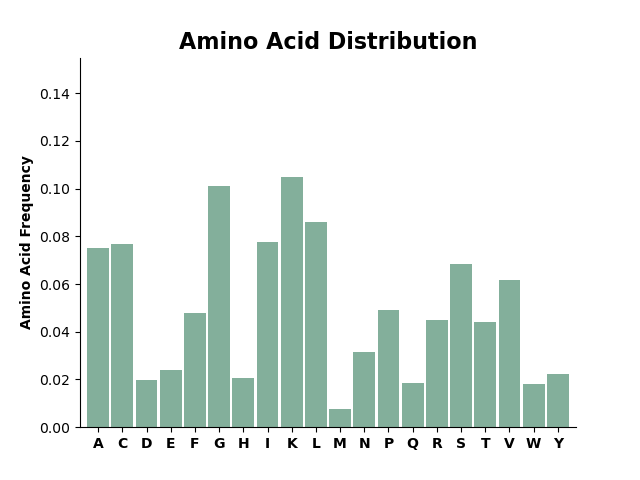 Amino Acid Distribution
Amino Acid Frequency
0.14
0.12
0.10
0.08
0.06
0.04
0.02
0.00
A C D E F G H I K L M N P Q R S T V W Y